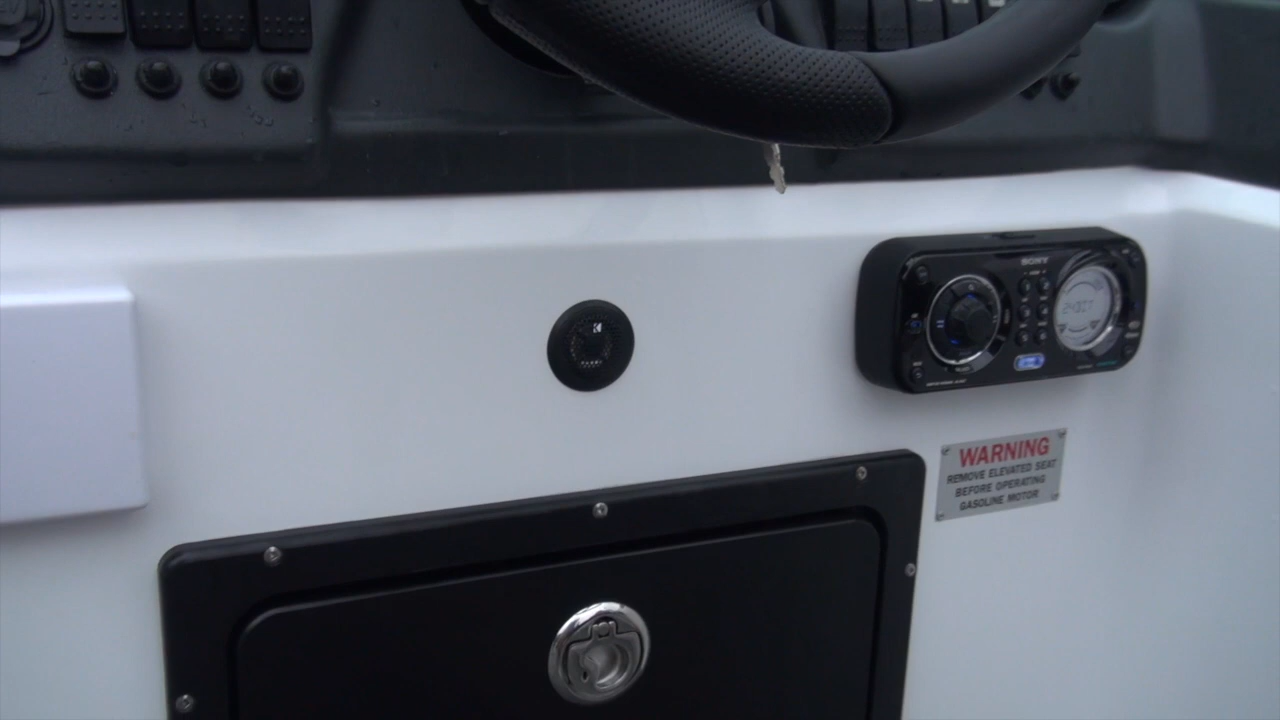 SONY
WARNING
REMOVE ELEVATED SEAT
BEFORE OPERATING
GASOLINE MOTOR